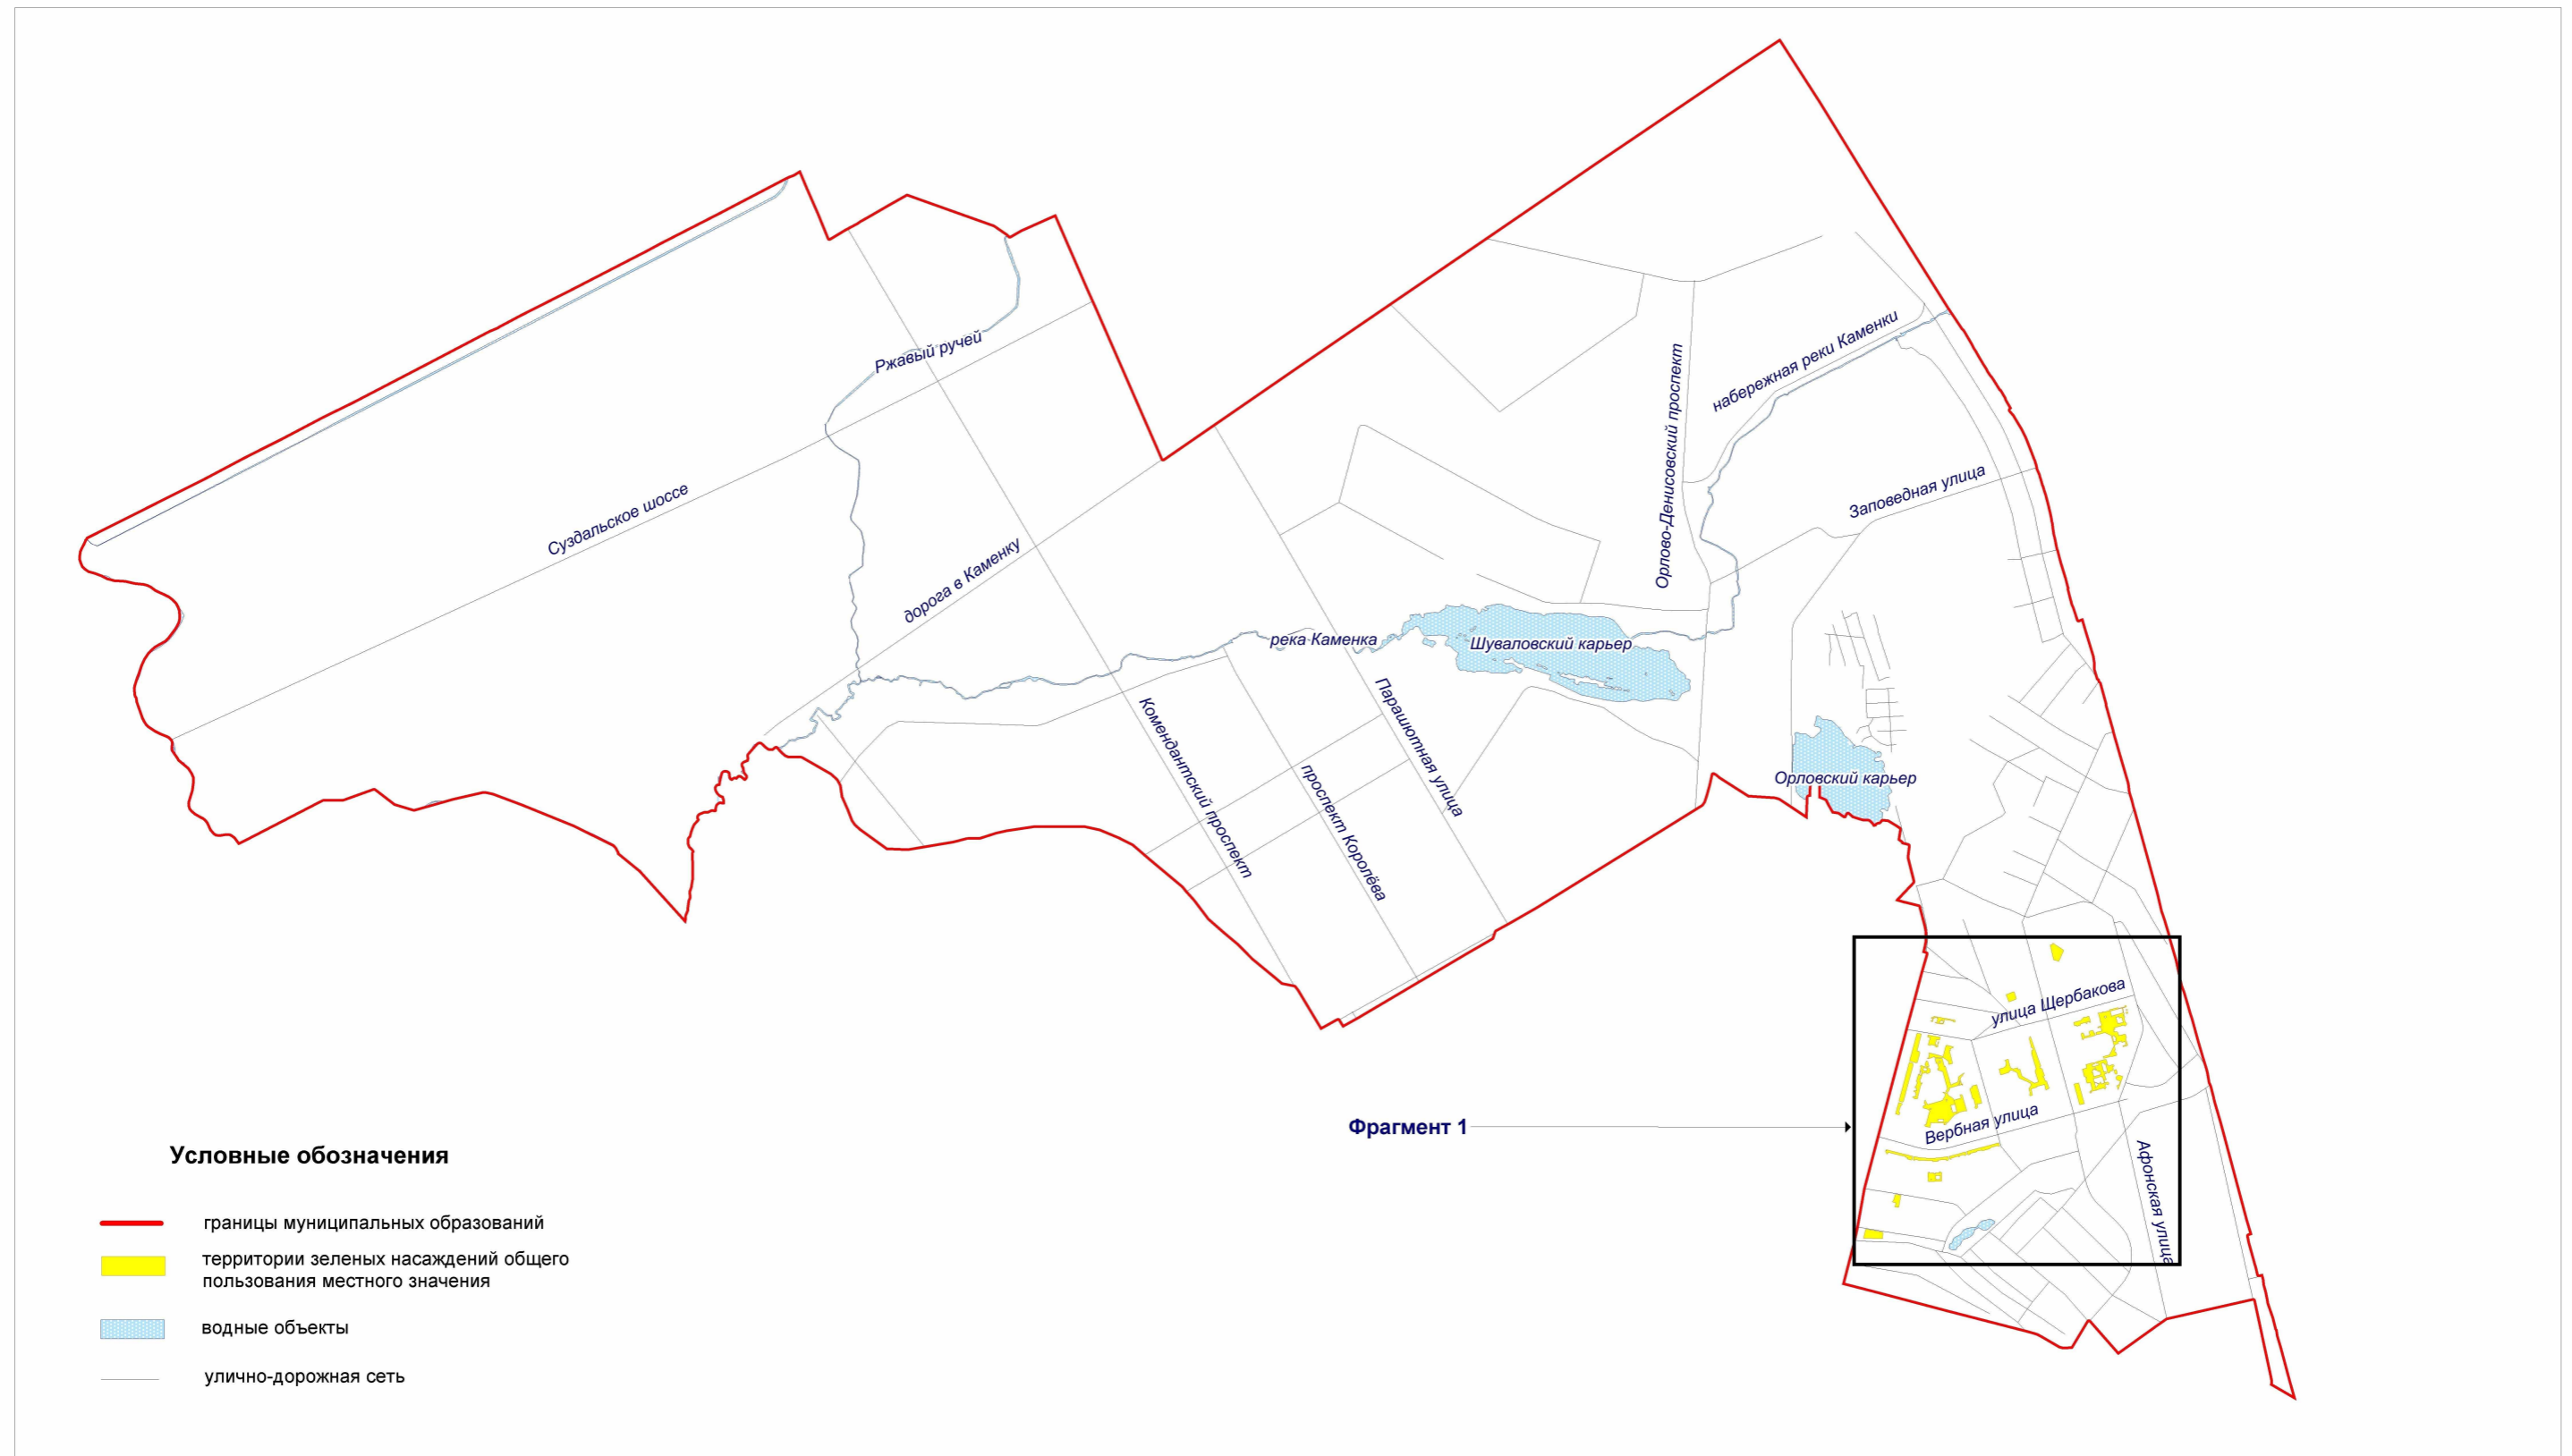 Ржавый ручей
Суздальское шоссе
дорога в Каменку
набережная реки Каменки
Орлово-Денисовский проспект
Заповедная улица
река Каменка
Шуваловский карьер
Комендантский проспект
проспект Королёва
Парашютная улица
Орловский карьер
улица Щербакова
Вербная улица
Афонская улица
Фрагмент 1
Условные обозначения
границы муниципальных образований
территории зеленых насаждений общего
пользования местного значения
водные объекты
улично-дорожная сеть